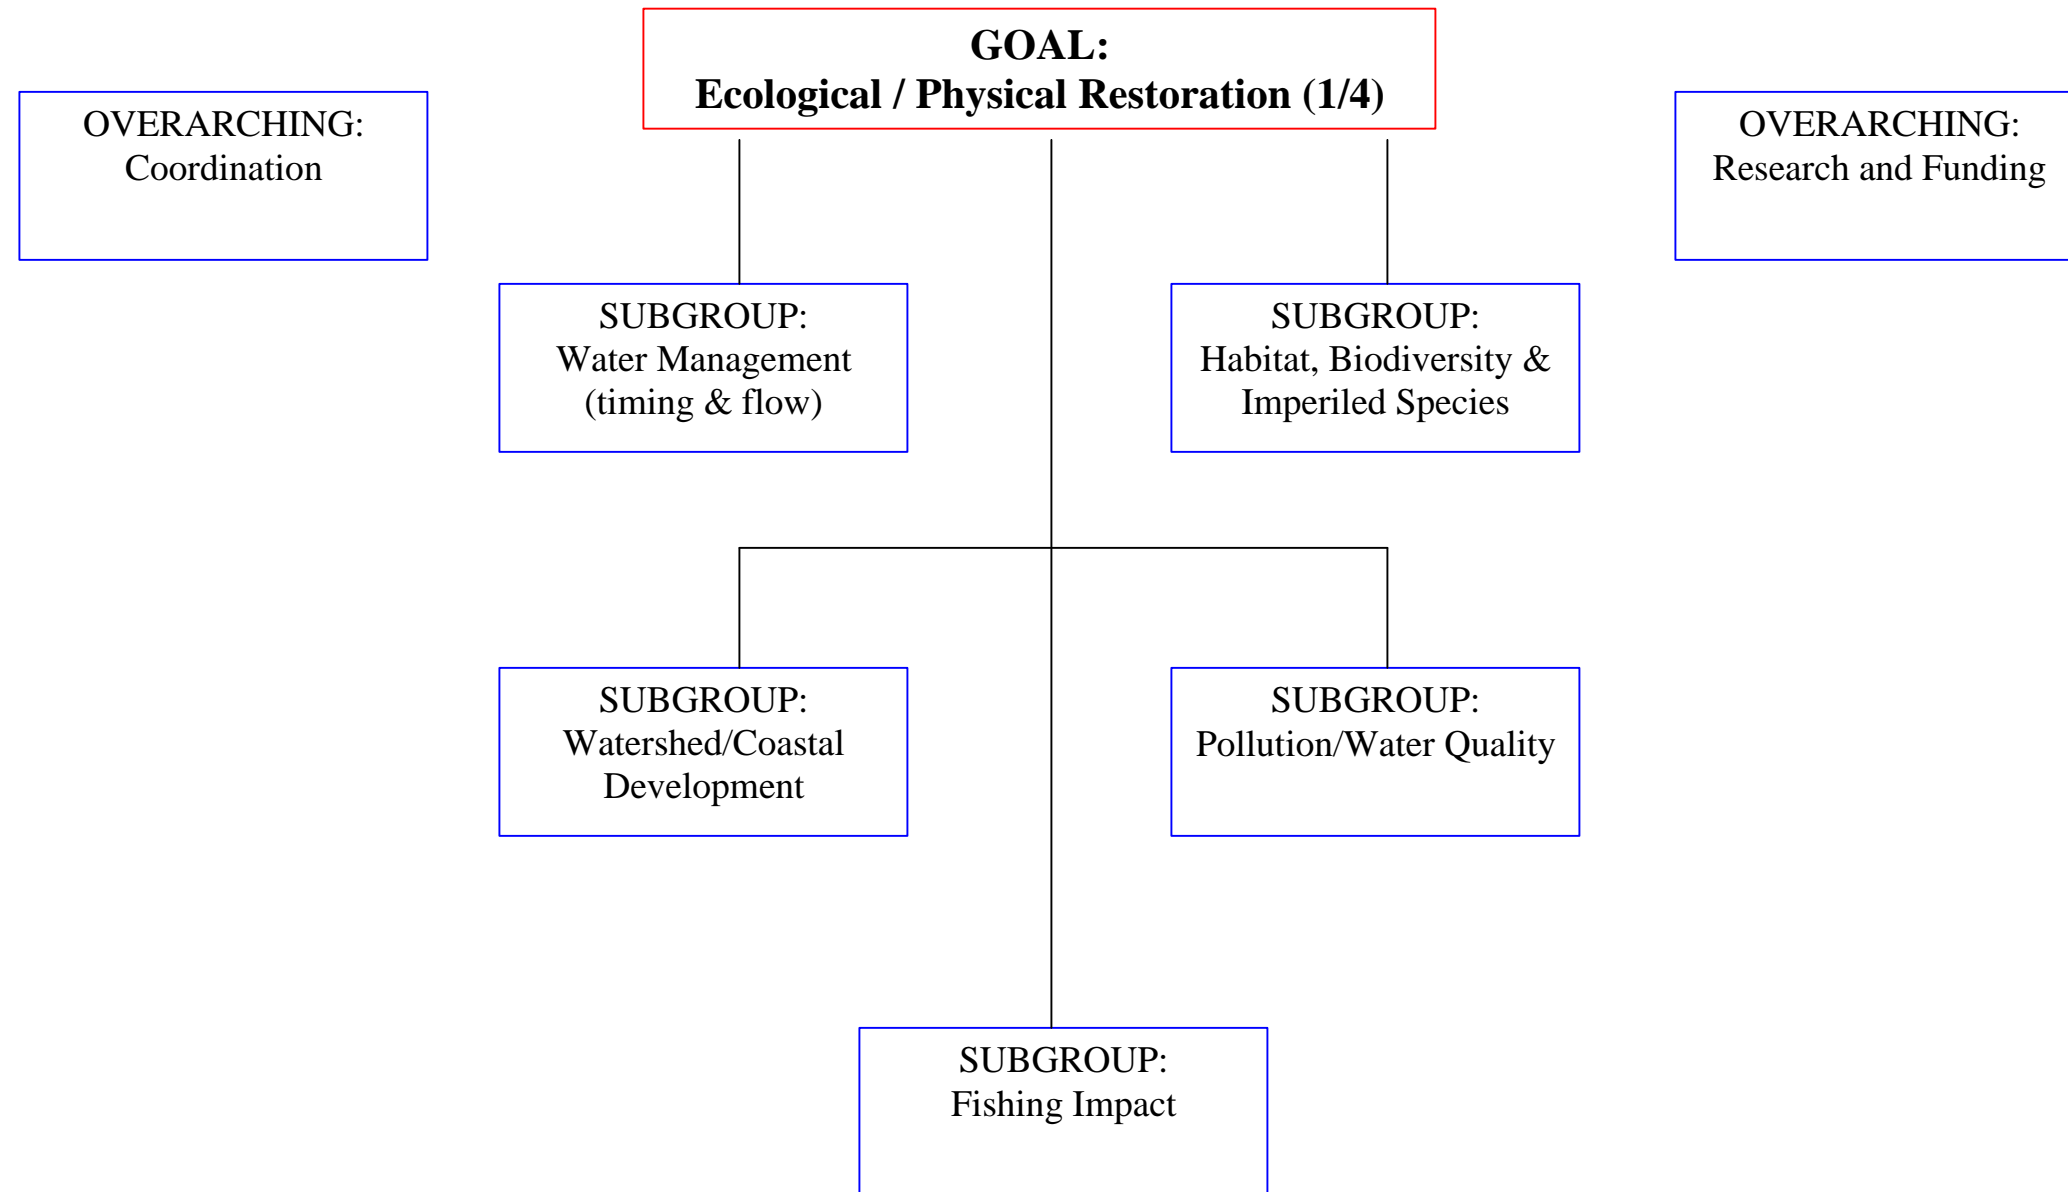 GOAL:
Ecological / Physical Restoration (1/4)
OVERARCHING:
Coordination
OVERARCHING:
Research and Funding
SUBGROUP:
Water Management
(timing & flow)
SUBGROUP:
Habitat, Biodiversity &
Imperiled Species
SUBGROUP:
Watershed/Coastal
Development
SUBGROUP:
Pollution/Water Quality
SUBGROUP:
Fishing Impact